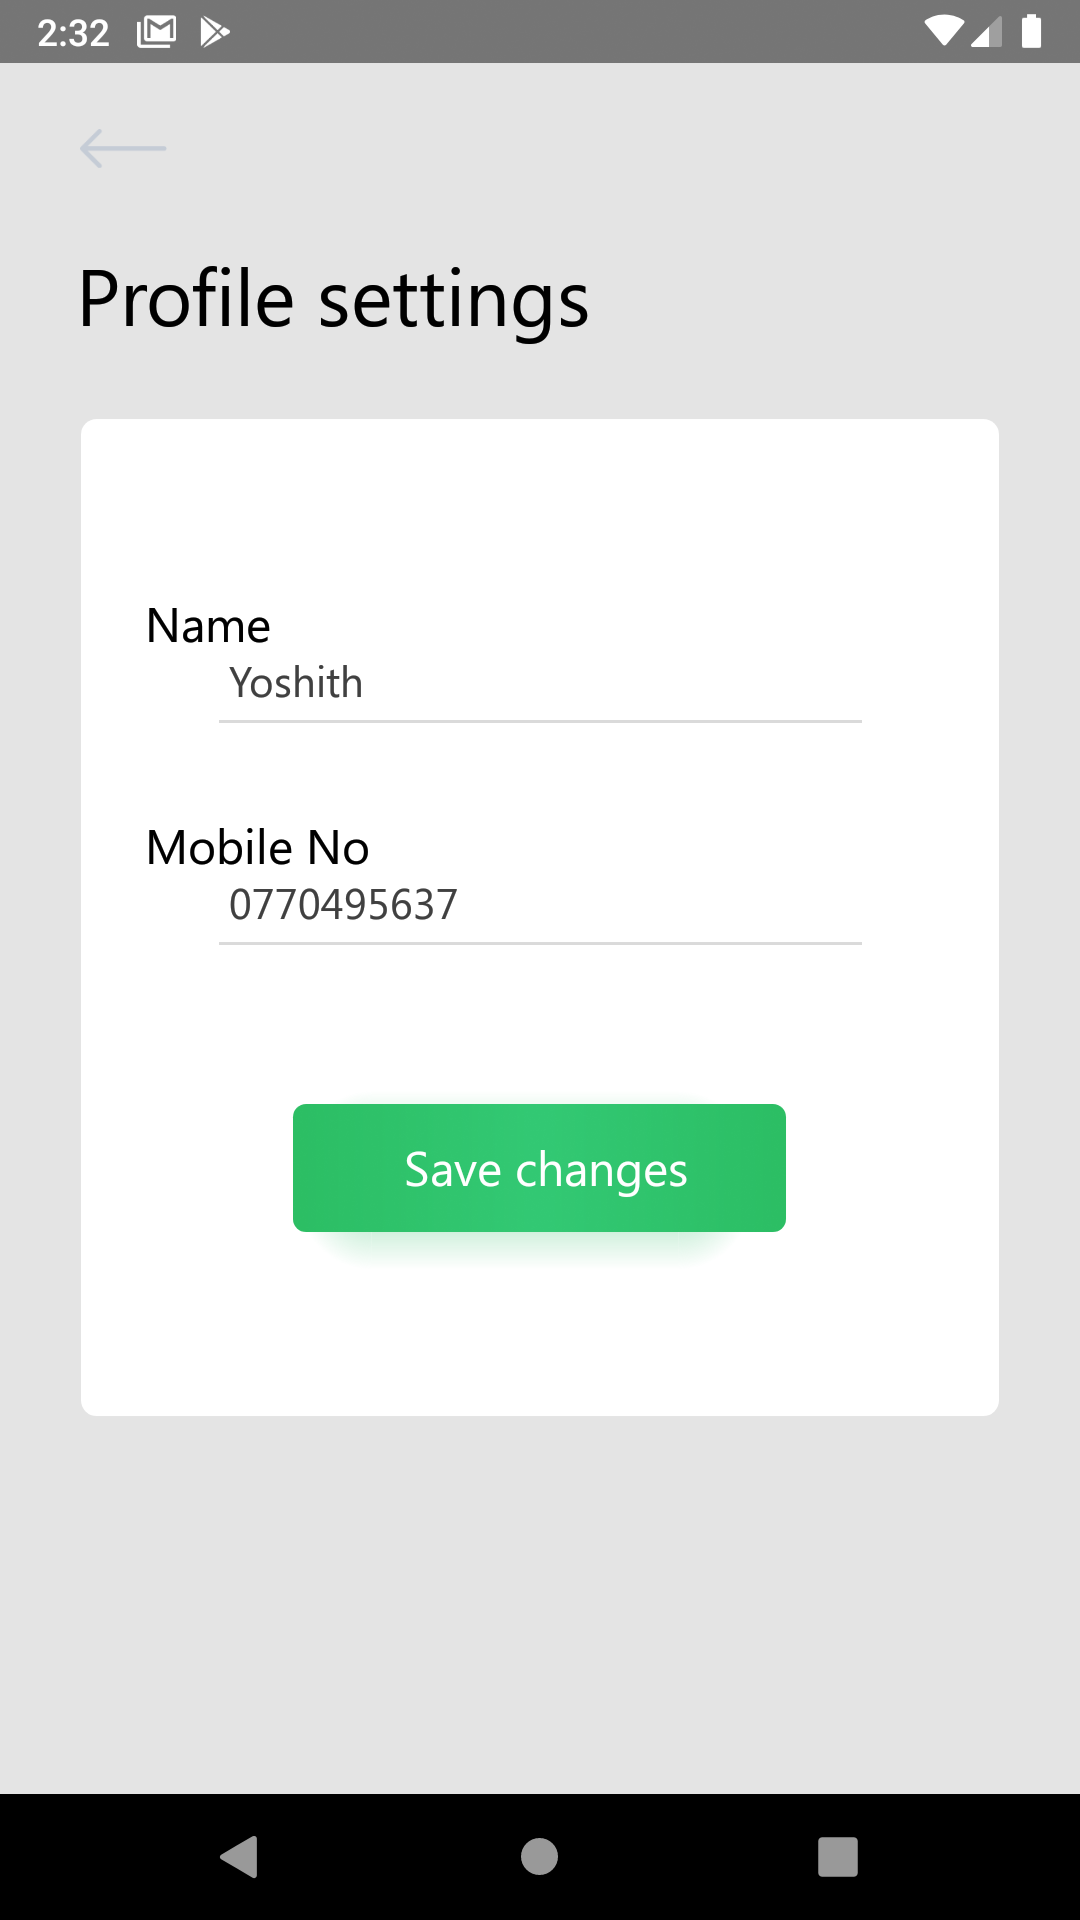 2:32
Profile settings
Name
Yoshith
Mobile No
0770495637
Save changes